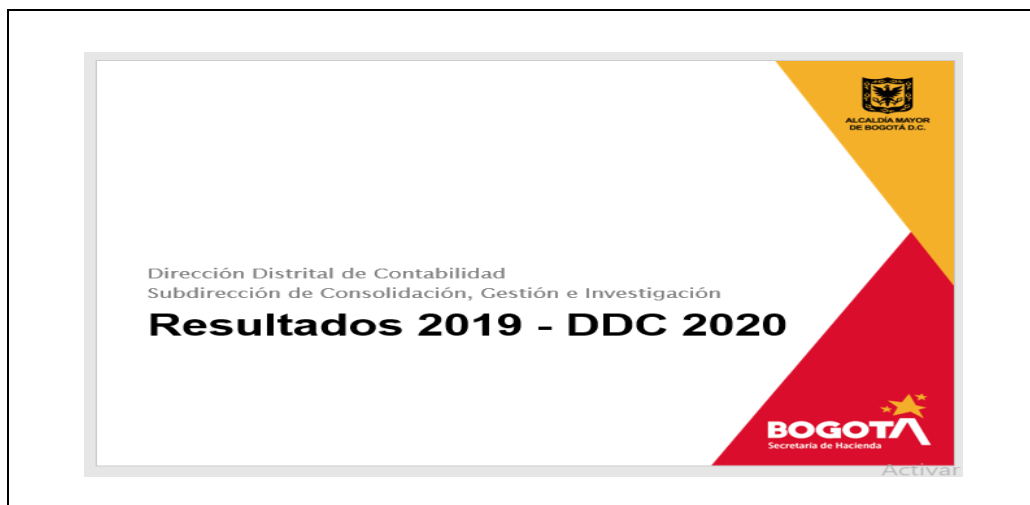 ALCALDÍA MAYOR
DE BOGOTÁ D.C.
Dirección Distrital de Contabilidad
Subdirección de Consolidación, Gestión e Investigación
Resultados 2019 - DDC 2020
BOGOTÁ
Secretaría de Hacienda
Activar